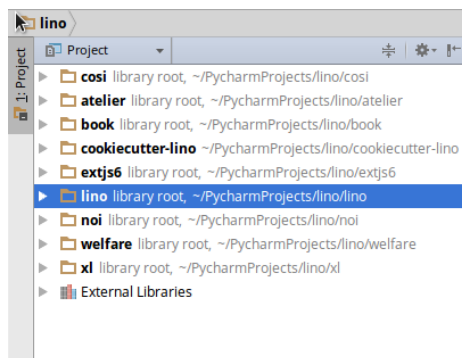 lino
1: Project
Project
cosi library root, ~/PycharmProjects/lino/cosi
atelier library root, ~/PycharmProjects/lino/atelier
book library root, ~/PycharmProjects/lino/book
cookiecutter-lino ~/PycharmProjects/lino/cookiecutter-lino
extjs6 library root, ~/PycharmProjects/lino/extjs6
lino library root, ~/PycharmProjects/lino/lino
noi library root, ~/PycharmProjects/lino/noi
welfare library root, ~/PycharmProjects/lino/welfare
xl library root, ~/PycharmProjects/lino/xl
External Libraries